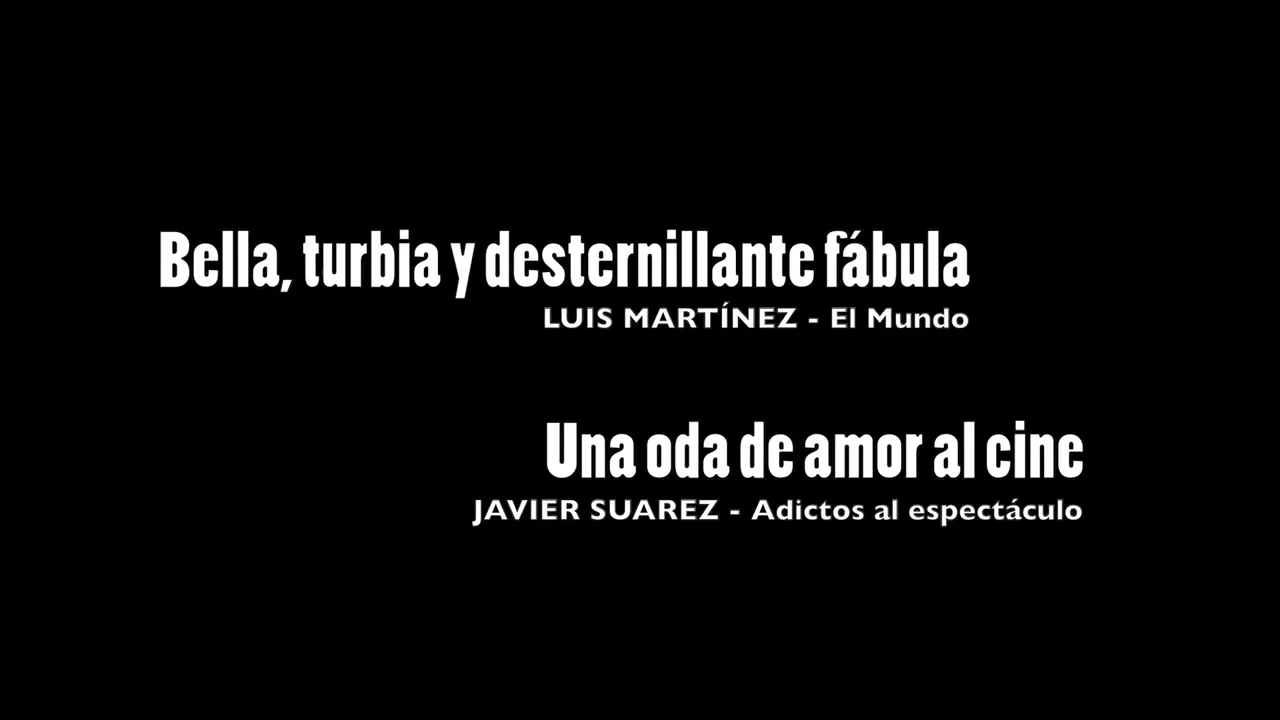 Bella, turbia y desternillante fábula
LUIS MARTÍNEZ - El Mundo
Una oda de amor al cine
JAVIER SUAREZ - Adictos al espectáculo